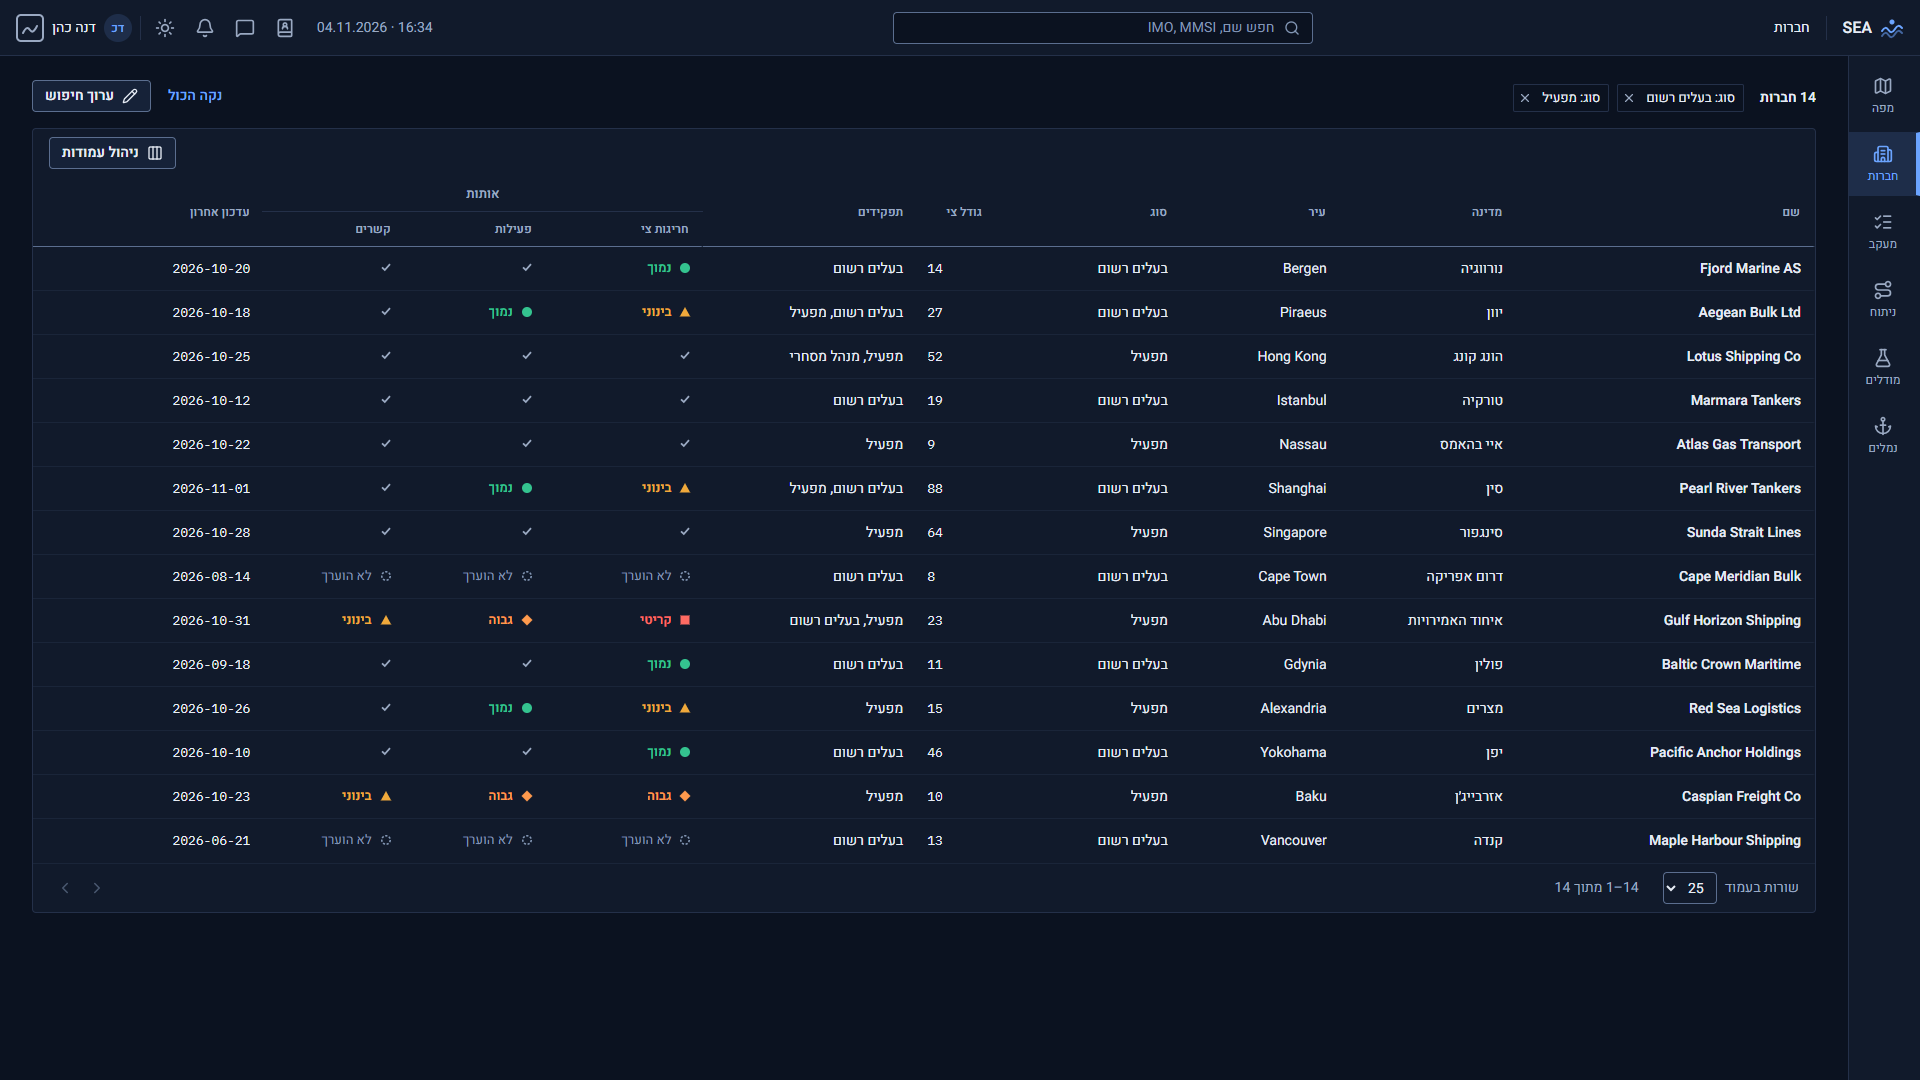 SEA
חברות
חפש שם, IMO, MMSI
04.11.2026 · 16:34
דכ
דנה כהן
מפה
חברות
מעקב
ניתוח
מודלים
נמלים
14 חברות
סוג: בעלים רשום
סוג: מפעיל
נקה הכול
ערוך חיפוש
ניהול עמודות
שם מדינה עיר סוג גודל צי תפקידים אותות עדכון אחרון
חריגות צי פעילות קשרים
Fjord Marine AS נורווגיה Bergen בעלים רשום 14 בעלים רשום נמוך 2026-10-20
Aegean Bulk Ltd יוון Piraeus בעלים רשום 27 בעלים רשום, מפעיל בינוני נמוך 2026-10-18
Lotus Shipping Co הונג קונג Hong Kong מפעיל 52 מפעיל, מנהל מסחרי 2026-10-25
Marmara Tankers טורקיה Istanbul בעלים רשום 19 בעלים רשום 2026-10-12
Atlas Gas Transport איי בהאמס Nassau מפעיל 9 מפעיל 2026-10-22
Pearl River Tankers סין Shanghai בעלים רשום 88 בעלים רשום, מפעיל בינוני נמוך 2026-11-01
Sunda Strait Lines סינגפור Singapore מפעיל 64 מפעיל 2026-10-28
Cape Meridian Bulk דרום אפריקה Cape Town בעלים רשום 8 בעלים רשום לא הוערך לא הוערך לא הוערך 2026-08-14
Gulf Horizon Shipping איחוד האמירויות Abu Dhabi מפעיל 23 מפעיל, בעלים רשום קריטי גבוה בינוני 2026-10-31
Baltic Crown Maritime פולין Gdynia בעלים רשום 11 בעלים רשום נמוך 2026-09-18
Red Sea Logistics מצרים Alexandria מפעיל 15 מפעיל בינוני נמוך 2026-10-26
Pacific Anchor Holdings יפן Yokohama בעלים רשום 46 בעלים רשום נמוך 2026-10-10
Caspian Freight Co אזרבייג'ן Baku מפעיל 10 מפעיל גבוה גבוה בינוני 2026-10-23
Maple Harbour Shipping קנדה Vancouver בעלים רשום 13 בעלים רשום לא הוערך לא הוערך לא הוערך 2026-06-21
שורות בעמוד 25 1–14 מתוך 14